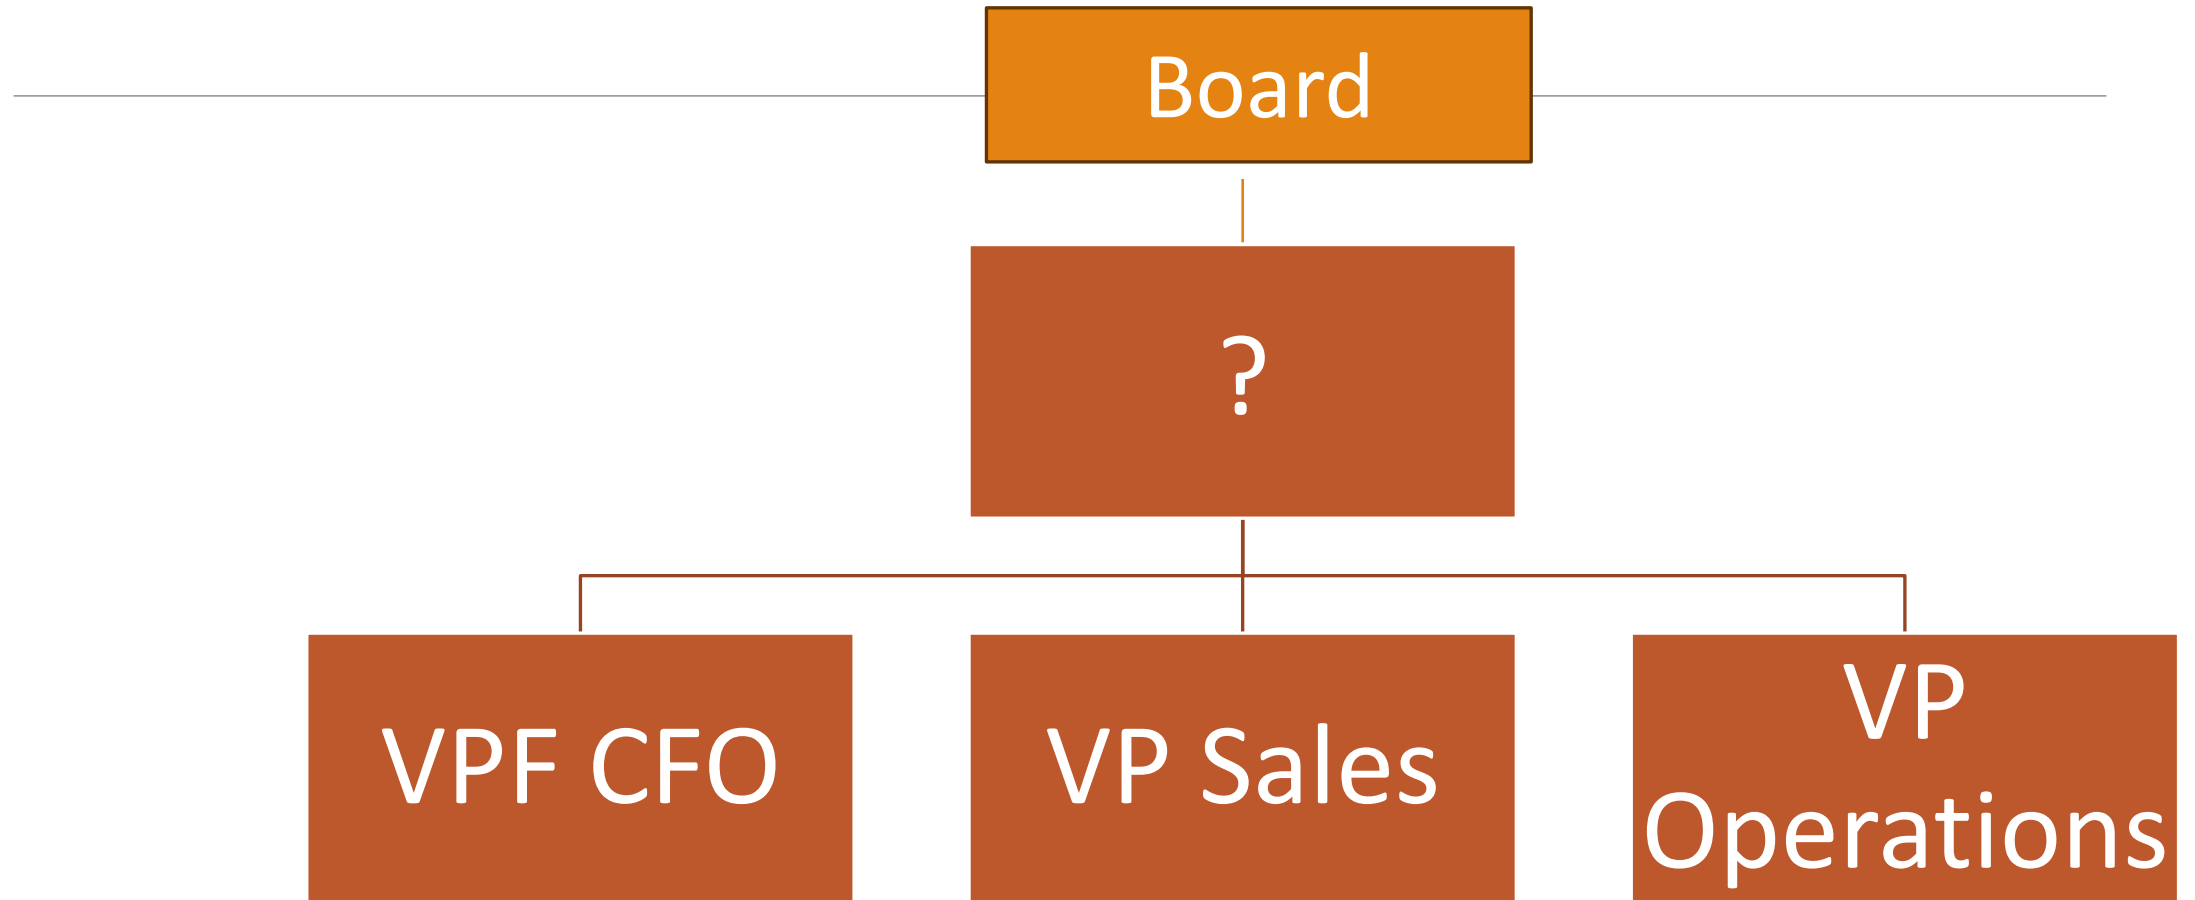 Board
?
VPF CFO
VP Sales
VP
Operations